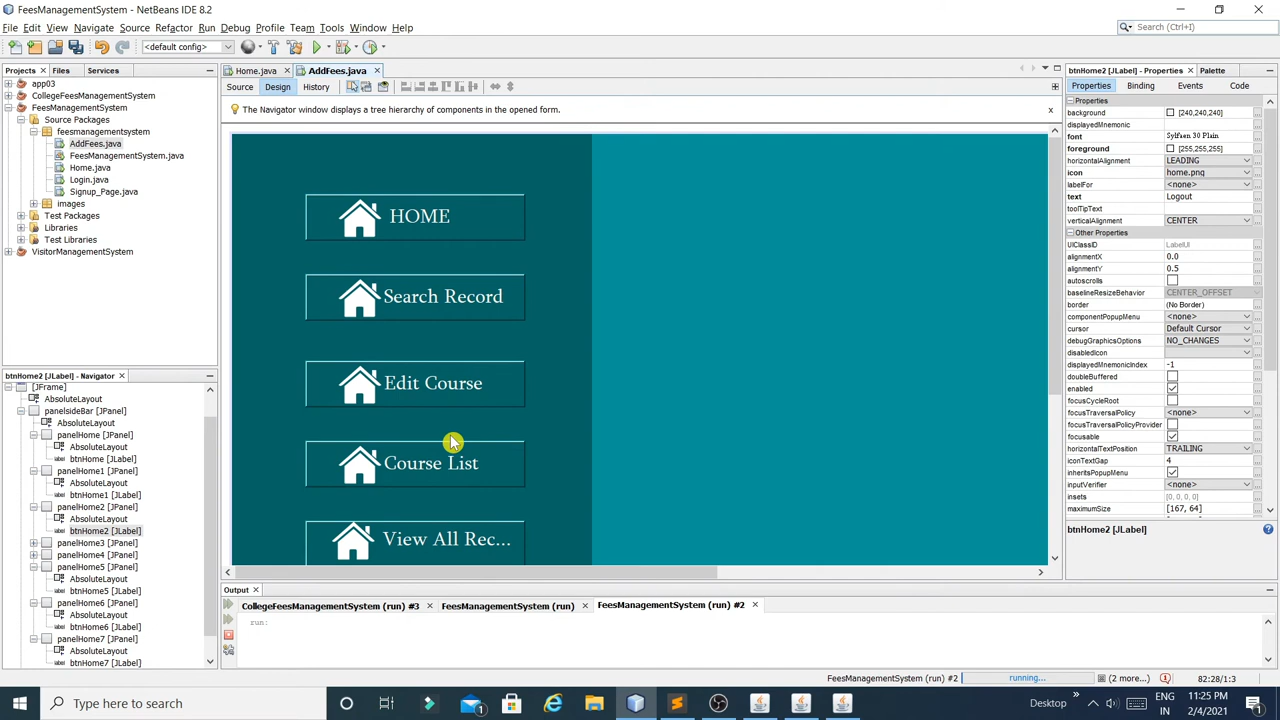 FeesManagementSystem - NetBeans IDE 8.2
File Edit View Navigate Source Refactor Run Debug Profile Team Tools Window Help
Search (Ctrl+I)
<default config>
Projects Files Services
Home.java AddFees.java
btnHome2 [JLabel] - Properties Palette
Source Design History
Properties Binding Events Code
The Navigator window displays a tree hierarchy of components in the opened form.
app03
CollegeFeesManagementSystem
FeesManagementSystem
Source Packages
feesmanagementsystem
AddFees.java
FeesManagementSystem.java
Home.java
Login.java
Signup_Page.java
images
Test Packages
Libraries
Test Libraries
VisitorManagementSystem
btnHome2 [JLabel] - Navigator
[JFrame]
AbsoluteLayout
panelsideBar [JPanel]
AbsoluteLayout
panelHome [JPanel]
AbsoluteLayout
btnHome [JLabel]
panelHome1 [JPanel]
AbsoluteLayout
btnHome1 [JLabel]
panelHome2 [JPanel]
AbsoluteLayout
btnHome2 [JLabel]
panelHome3 [JPanel]
panelHome4 [JPanel]
panelHome5 [JPanel]
AbsoluteLayout
btnHome5 [JLabel]
panelHome6 [JPanel]
AbsoluteLayout
btnHome6 [JLabel]
panelHome7 [JPanel]
AbsoluteLayout
btnHome7 [JLabel]
HOME
Search Record
Edit Course
Course List
View All Rec...
Properties
background [240,240,240]
displayedMnemonic
font Sylfaen 30 Plain
foreground [255,255,255]
horizontalAlignment LEADING
icon home.png
labelFor <none>
text Logout
toolTipText
verticalAlignment CENTER
Other Properties
UIClassID LabelUI
alignmentX 0.0
alignmentY 0.5
autoscrolls
baselineResizeBehavior CENTER_OFFSET
border (No Border)
componentPopupMenu <none>
cursor Default Cursor
debugGraphicsOptions NO_CHANGES
disabledIcon
displayedMnemonicIndex -1
doubleBuffered
enabled
focusCycleRoot
focusTraversalPolicy <none>
focusTraversalPolicyProvider
focusable
horizontalTextPosition TRAILING
iconTextGap 4
inheritsPopupMenu
inputVerifier <none>
insets [0, 0, 0, 0]
maximumSize [167, 64]
btnHome2 [JLabel]
Output
CollegeFeesManagementSystem (run) #3 FeesManagementSystem (run) FeesManagementSystem (run) #2
run:
FeesManagementSystem (run) #2 running... (2 more...) 82:28/1:3
Type here to search
Desktop
ENG
IN
11:25 PM
2/4/2021